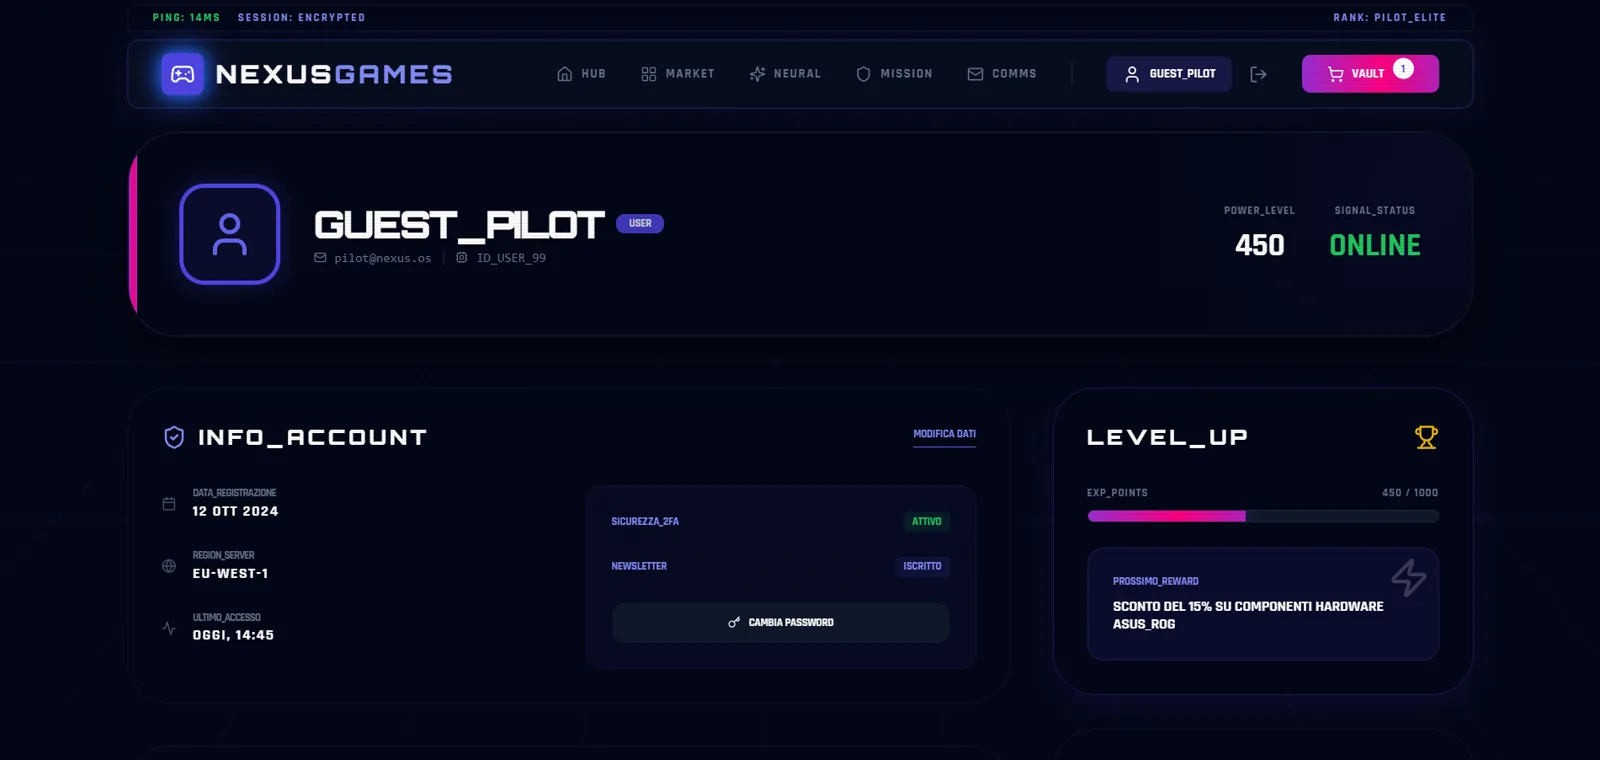 PING: 14MS SESSION: ENCRYPTED RANK: PILOT_ELITE
NEXUSGAMES HUB MARKET NEURAL MISSION COMMS GUEST_PILOT VAULT 1
GUEST_PILOT USER
pilot@nexus.os ID_USER_99
POWER_LEVEL SIGNAL_STATUS
450 ONLINE
INFO_ACCOUNT MODIFICA DATI
DATA_REGISTRAZIONE
12 OTT 2024
REGION_SERVER
EU-WEST-1
ULTIMO_ACCESSO
OGGI, 14:45
SICUREZZA_2FA ATTIVO
NEWSLETTER ISCRITTO
CAMBIA PASSWORD
LEVEL_UP
EXP_POINTS 450 / 1000
PROSSIMO_REWARD
SCONTO DEL 15% SU COMPONENTI HARDWARE
ASUS_ROG